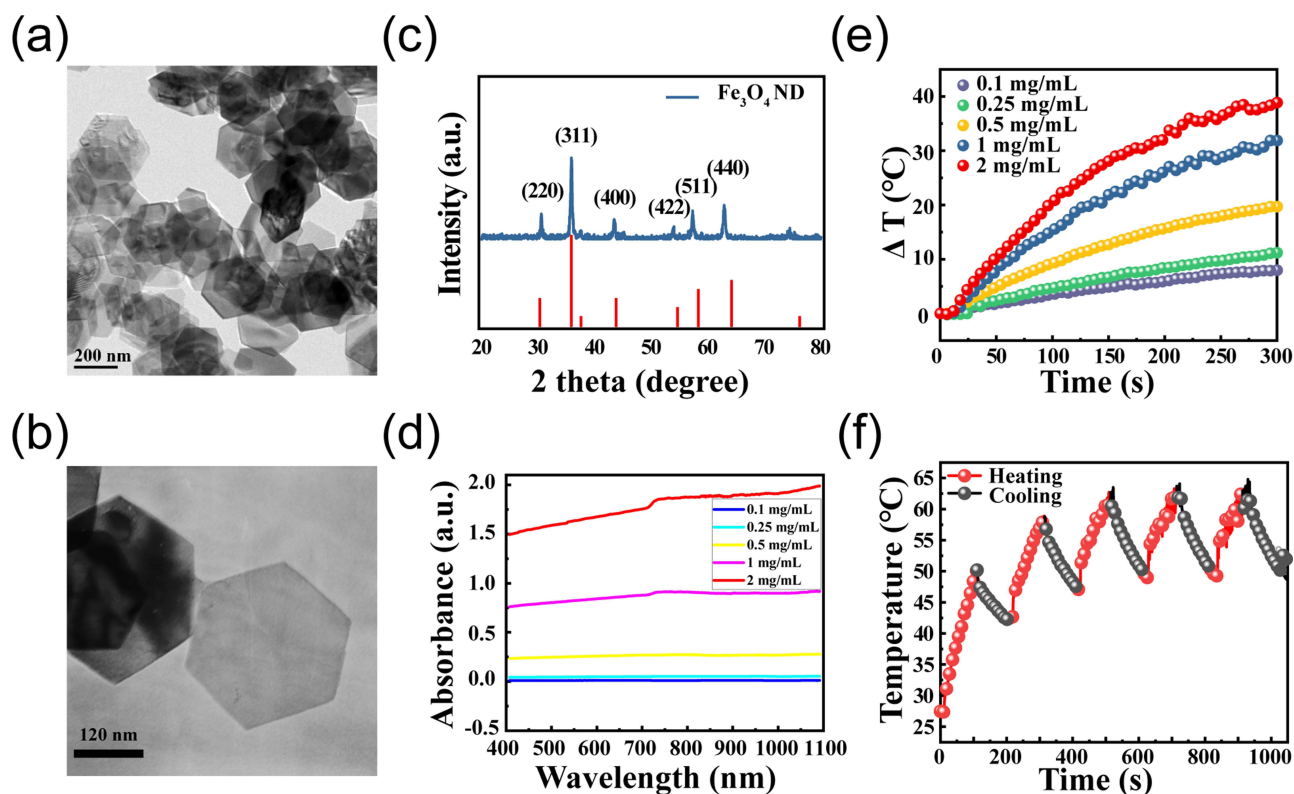 (a)
200 nm
(b)
120 nm
(c)
Fe₃O₄ ND
(220)
(311)
(400)
(422)
(511)
(440)
Intensity (a.u.)
20 30 40 50 60 70 80
2 theta (degree)
(d)
2.0
1.5
1.0
0.5
0.0
-0.5
0.1 mg/mL
0.25 mg/mL
0.5 mg/mL
1 mg/mL
2 mg/mL
Absorbance (a.u.)
400 500 600 700 800 900 1000 1100
Wavelength (nm)
(e)
40
30
20
10
0
0.1 mg/mL
0.25 mg/mL
0.5 mg/mL
1 mg/mL
2 mg/mL
Δ T (℃)
0 50 100 150 200 250 300
Time (s)
(f)
65
60
55
50
45
40
35
30
25
Heating
Cooling
Temperature (℃)
0 200 400 600 800 1000
Time (s)